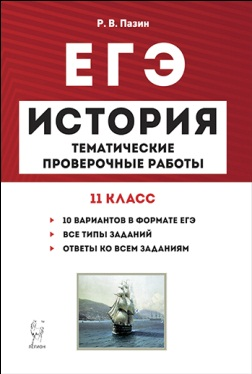 Р. В. Пазин
ЕГЭ
ИСТОРИЯ
ТЕМАТИЧЕСКИЕ
ПРОВЕРОЧНЫЕ РАБОТЫ
11 КЛАСС
10 ВАРИАНТОВ В ФОРМАТЕ ЕГЭ
ВСЕ ТИПЫ ЗАДАНИЙ
ОТВЕТЫ КО ВСЕМ ЗАДАНИЯМ
ЛЕГИОН